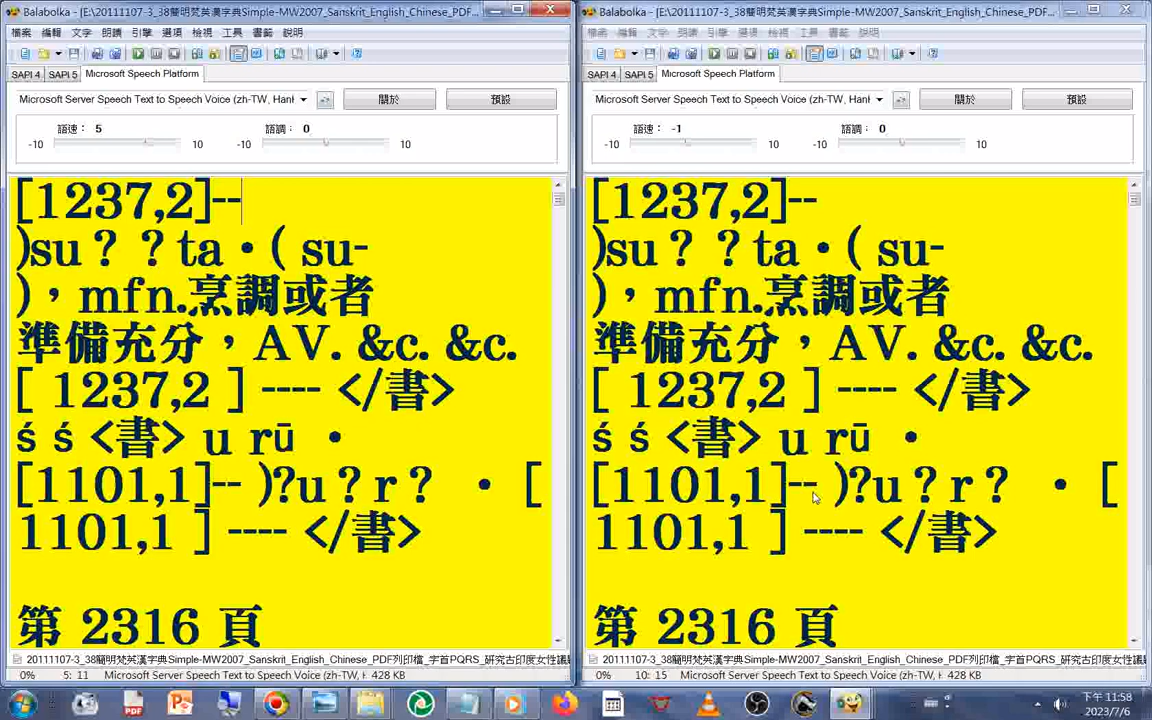 Balabolka - [E:\20111107-3_38簡明梵英漢字典Simple-MW2007_Sanskrit_English_Chinese_PDF...
檔案 編輯 文字 朗讀 引擎 選項 檢視 工具 書籤 說明
SAPI 4 SAPI 5 Microsoft Speech Platform
Microsoft Server Speech Text to Speech Voice (zh-TW, Hanl 關於 預設
語速： 5 語調： 0
-10 10 -10 10
[1237,2]--
)su？？ta·( su-
)，mfn.烹調或者
準備充分，AV. &c. &c.
[ 1237,2 ] ---- </書>
ś ś <書> u rū ·
[1101,1]-- )?u？r？ · [
1101,1 ] ---- </書>
第 2316 頁
20111107-3_38簡明梵英漢字典Simple-MW2007_Sanskrit_English_Chinese_PDF列印檔_字首PQRS_研究古印度女性議
0% 5: 11 Microsoft Server Speech Text to Speech Voice (zh-TW, H 428 KB
Balabolka - [E:\20111107-3_38簡明梵英漢字典Simple-MW2007_Sanskrit_English_Chinese_PDF...
檔案 編輯 文字 朗讀 引擎 選項 檢視 工具 書籤 說明
SAPI 4 SAPI 5 Microsoft Speech Platform
Microsoft Server Speech Text to Speech Voice (zh-TW, Hanl 關於 預設
語速： -1 語調： 0
-10 10 -10 10
[1237,2]--
)su？？ta·( su-
)，mfn.烹調或者
準備充分，AV. &c. &c.
[ 1237,2 ] ---- </書>
ś ś <書> u rū ·
[1101,1]-- )?u？r？ · [
1101,1 ] ---- </書>
第 2316 頁
20111107-3_38簡明梵英漢字典Simple-MW2007_Sanskrit_English_Chinese_PDF列印檔_字首PQRS_研究古印度女性議
0% 10: 15 Microsoft Server Speech Text to Speech Voice (zh-TW, H 428 KB
PDF
下午 11:58
2023/7/6